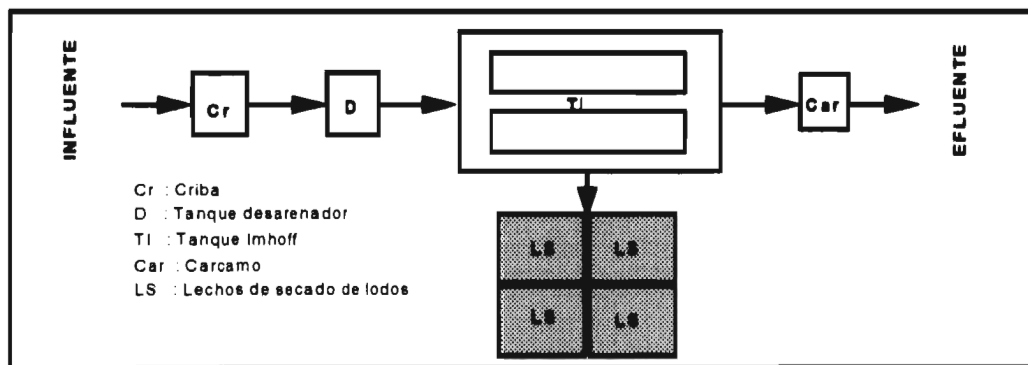 INFLUENTE
Cr
D
TI
Car
EFLUENTE
Cr : Criba
D : Tanque desarenador
TI : Tanque Imhoff
Car : Carcamo
LS : Lechos de secado de lodos
LS LS
LS LS